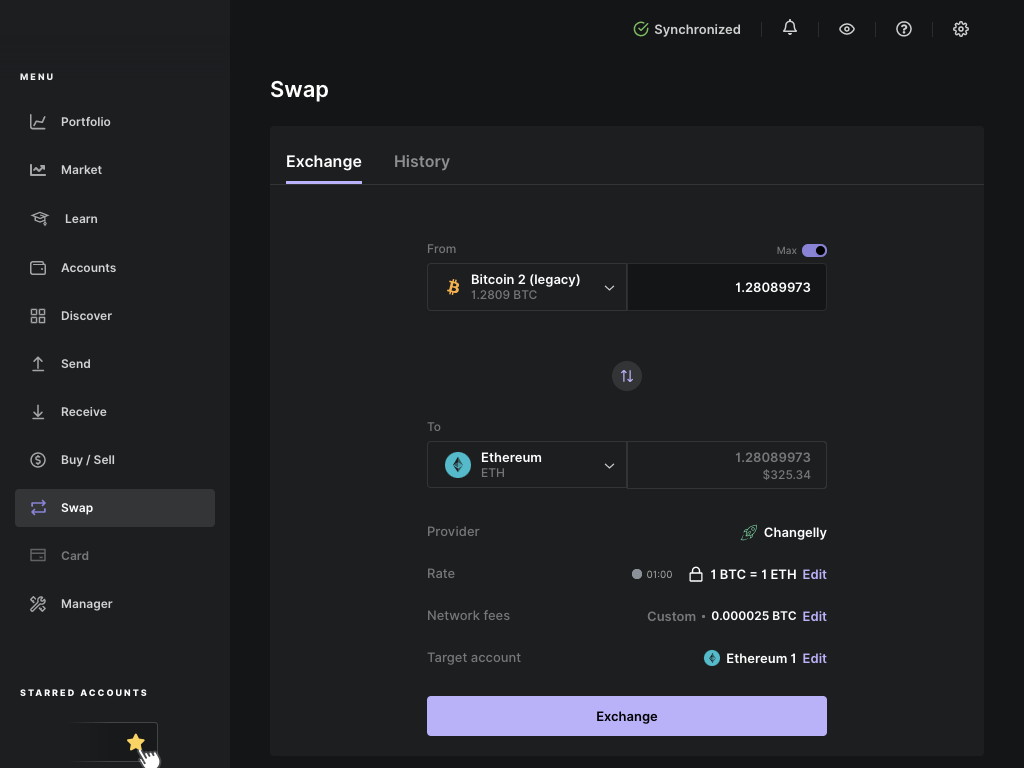 Synchronized
MENU
Portfolio
Market
Learn
Accounts
Discover
Send
Receive
Buy / Sell
Swap
Card
Manager
STARRED ACCOUNTS
Swap
Exchange History
From Max
Bitcoin 2 (legacy)
1.2809 BTC
1.28089973
To
Ethereum
ETH
1.28089973
$325.34
Provider Changelly
Rate 01:00 1 BTC = 1 ETH Edit
Network fees Custom • 0.000025 BTC Edit
Target account Ethereum 1 Edit
Exchange